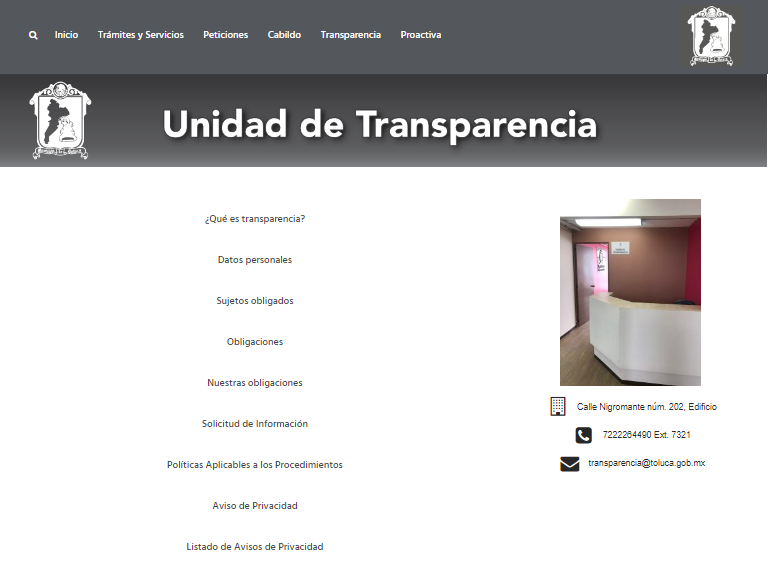 Inicio Trámites y Servicios Peticiones Cabildo Transparencia Proactiva
Unidad de Transparencia
¿Qué es transparencia?
Datos personales
Sujetos obligados
Obligaciones
Nuestras obligaciones
Solicitud de Información
Políticas Aplicables a los Procedimientos
Aviso de Privacidad
Listado de Avisos de Privacidad
Calle Nigromante núm. 202, Edificio
7222264490 Ext. 7321
transparencia@toluca.gob.mx